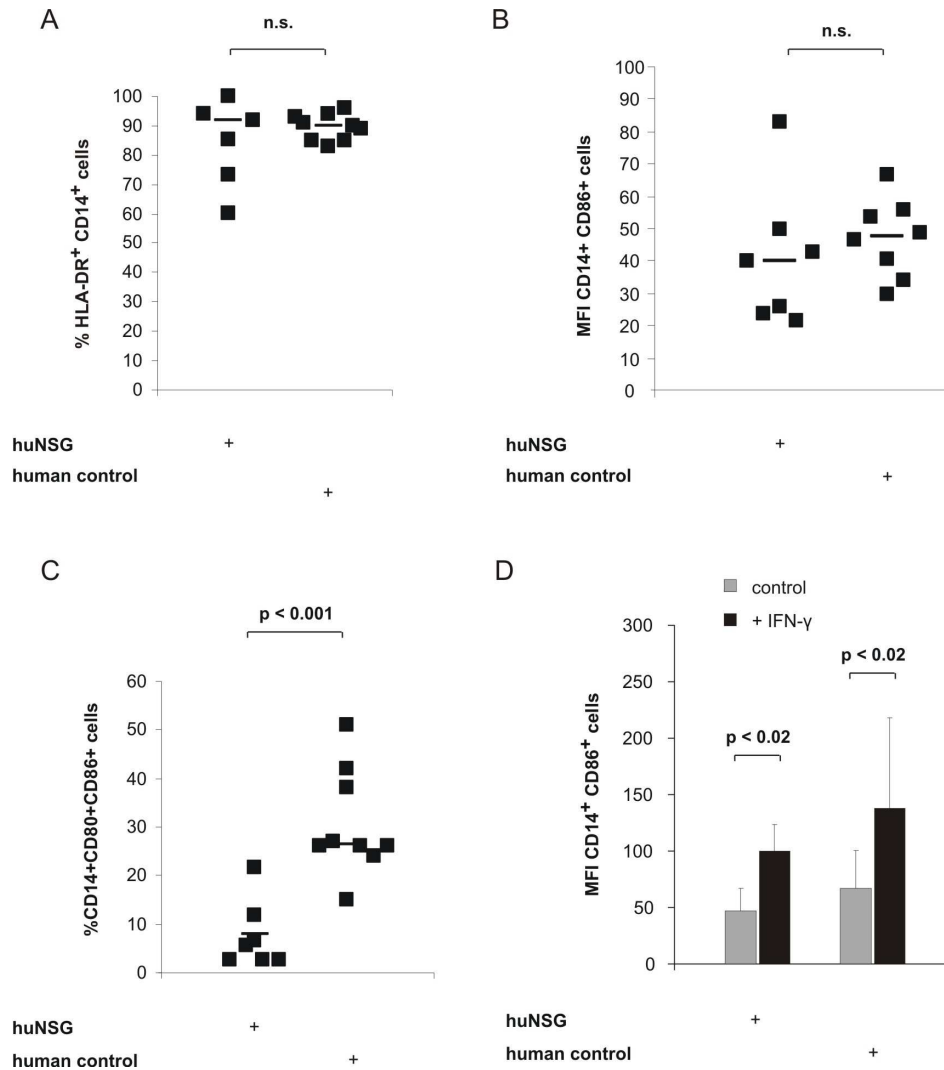 A
n.s.
100
90
80
70
60
50
40
30
20
10
0
% HLA-DR⁺ CD14⁺ cells
huNSG +
human control +
B
n.s.
100
90
80
70
60
50
40
30
20
10
0
MFI CD14+ CD86+ cells
huNSG +
human control +
C
p < 0.001
60
50
40
30
20
10
0
%CD14+CD80+CD86+ cells
huNSG +
human control +
D
control
+ IFN-γ
300
250
200
150
100
50
0
MFI CD14⁺ CD86⁺ cells
p < 0.02
p < 0.02
huNSG +
human control +